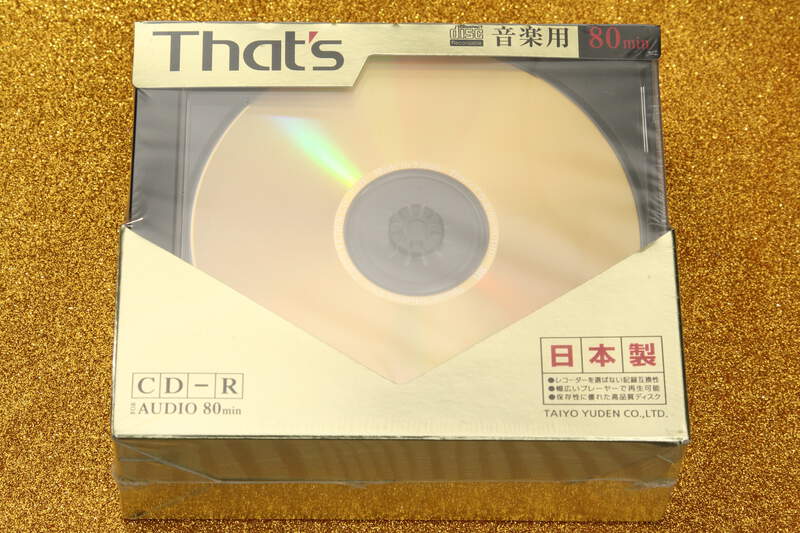 That's
disc
Recordable
音楽用
80min
CD-R
FOR AUDIO 80min
日本製
●レコーダーを選ばない記録互換性
●幅広いプレーヤーで再生可能
●保存性に優れた高品質ディスク
TAIYO YUDEN CO.,LTD.